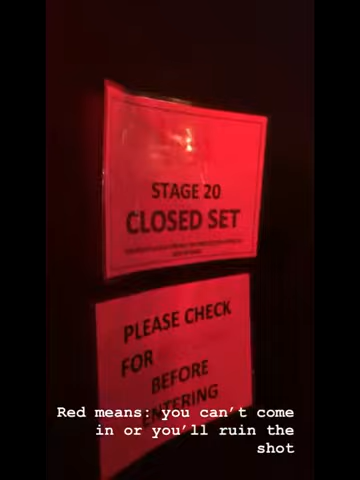 STAGE 20
CLOSED SET
PLEASE CHECK
FOR
BEFORE
ENTERING
Red means: you can't come
in or you'll ruin the
shot